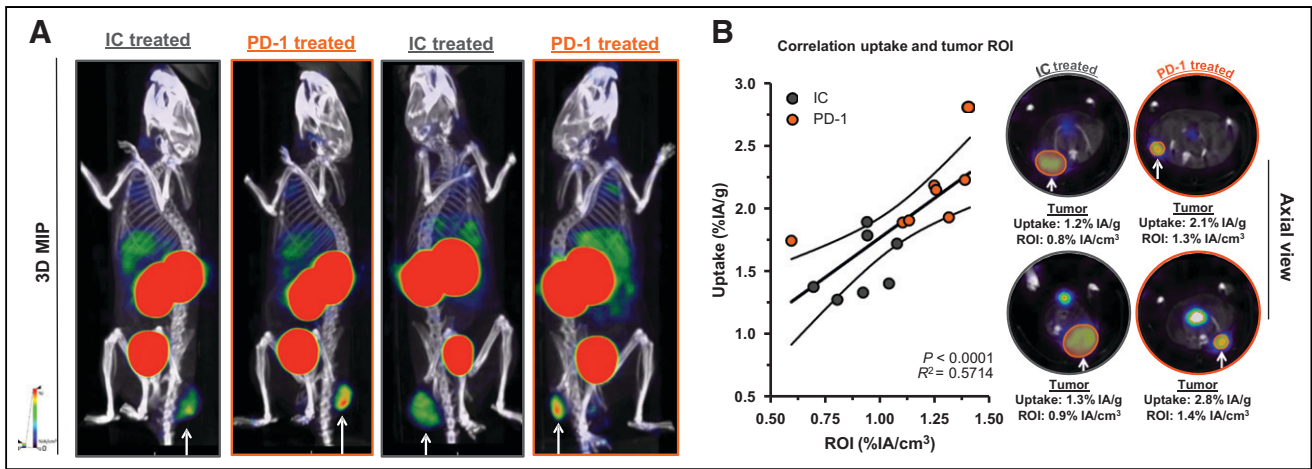 A
IC treated
PD-1 treated
IC treated
PD-1 treated
3D MIP
B
Correlation uptake and tumor ROI
3.0
2.5
2.0
1.5
1.0
0.5
Uptake (%IA/g)
IC
PD-1
P < 0.0001
R² = 0.5714
0.50
0.75
1.00
1.25
1.50
ROI (%IA/cm³)
IC treated
PD-1 treated
Tumor
Uptake: 1.2% IA/g
ROI: 0.8% IA/cm³
Tumor
Uptake: 2.1% IA/g
ROI: 1.3% IA/cm³
Tumor
Uptake: 1.3% IA/g
ROI: 0.9% IA/cm³
Tumor
Uptake: 2.8% IA/g
ROI: 1.4% IA/cm³
Axial view